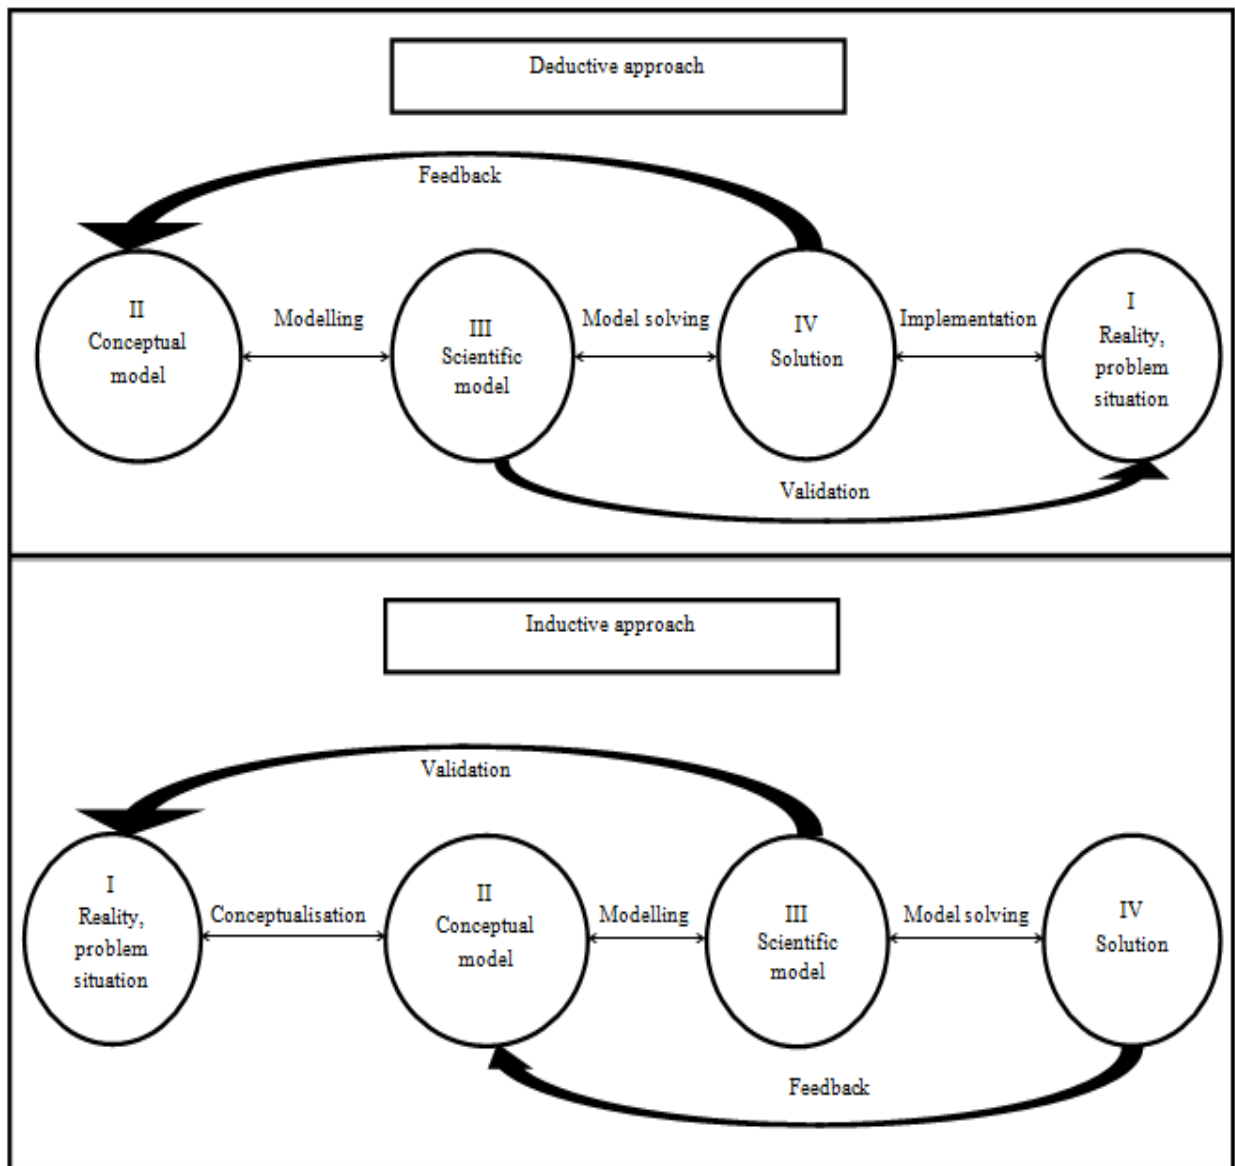 Deductive approach
Feedback
II
Conceptual
model
Modelling
III
Scientific
model
Model solving
IV
Solution
Implementation
I
Reality,
problem
situation
Validation
Inductive approach
Validation
I
Reality,
problem
situation
Conceptualisation
II
Conceptual
model
Modelling
III
Scientific
model
Model solving
IV
Solution
Feedback